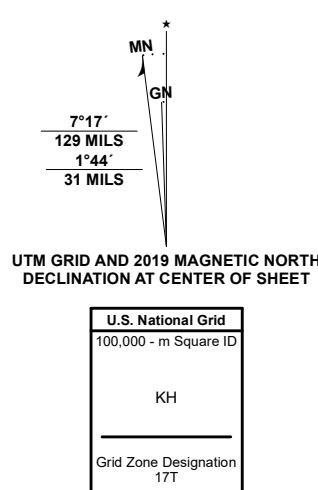 MN
GN
7°17´
129 MILS
1°44´
31 MILS
UTM GRID AND 2019 MAGNETIC NORTH
DECLINATION AT CENTER OF SHEET
U.S. National Grid
100,000 - m Square ID
KH
Grid Zone Designation
17T